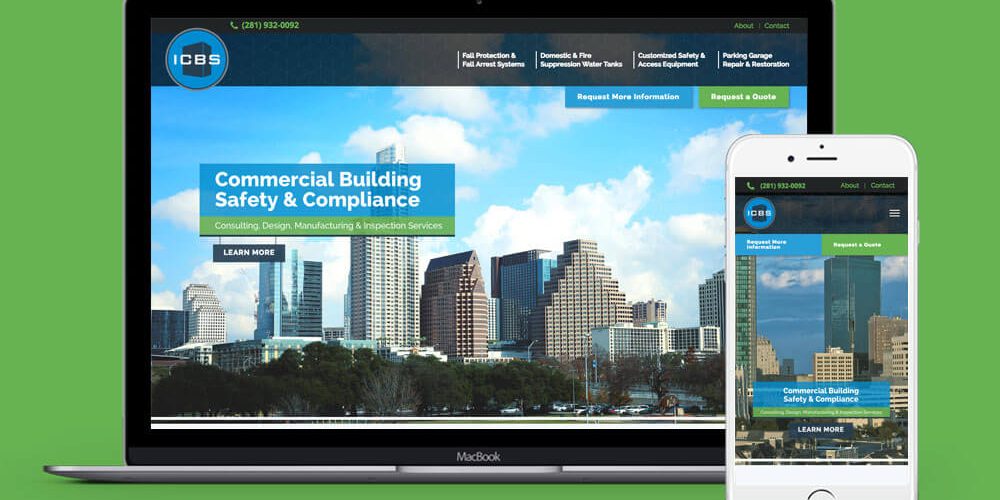 (281) 932-0092
About | Contact
ICBS
Fall Protection &
Fall Arrest Systems
Domestic & Fire
Suppression Water Tanks
Customized Safety &
Access Equipment
Parking Garage
Repair & Restoration
Request More Information
Request a Quote
Commercial Building
Safety & Compliance
Consulting, Design, Manufacturing & Inspection Services
LEARN MORE
MacBook
(281) 932-0092
About | Contact
ICBS
Request More
Information
Request a Quote
Commercial Building
Safety & Compliance
Consulting, Design, Manufacturing & Inspection Services
LEARN MORE